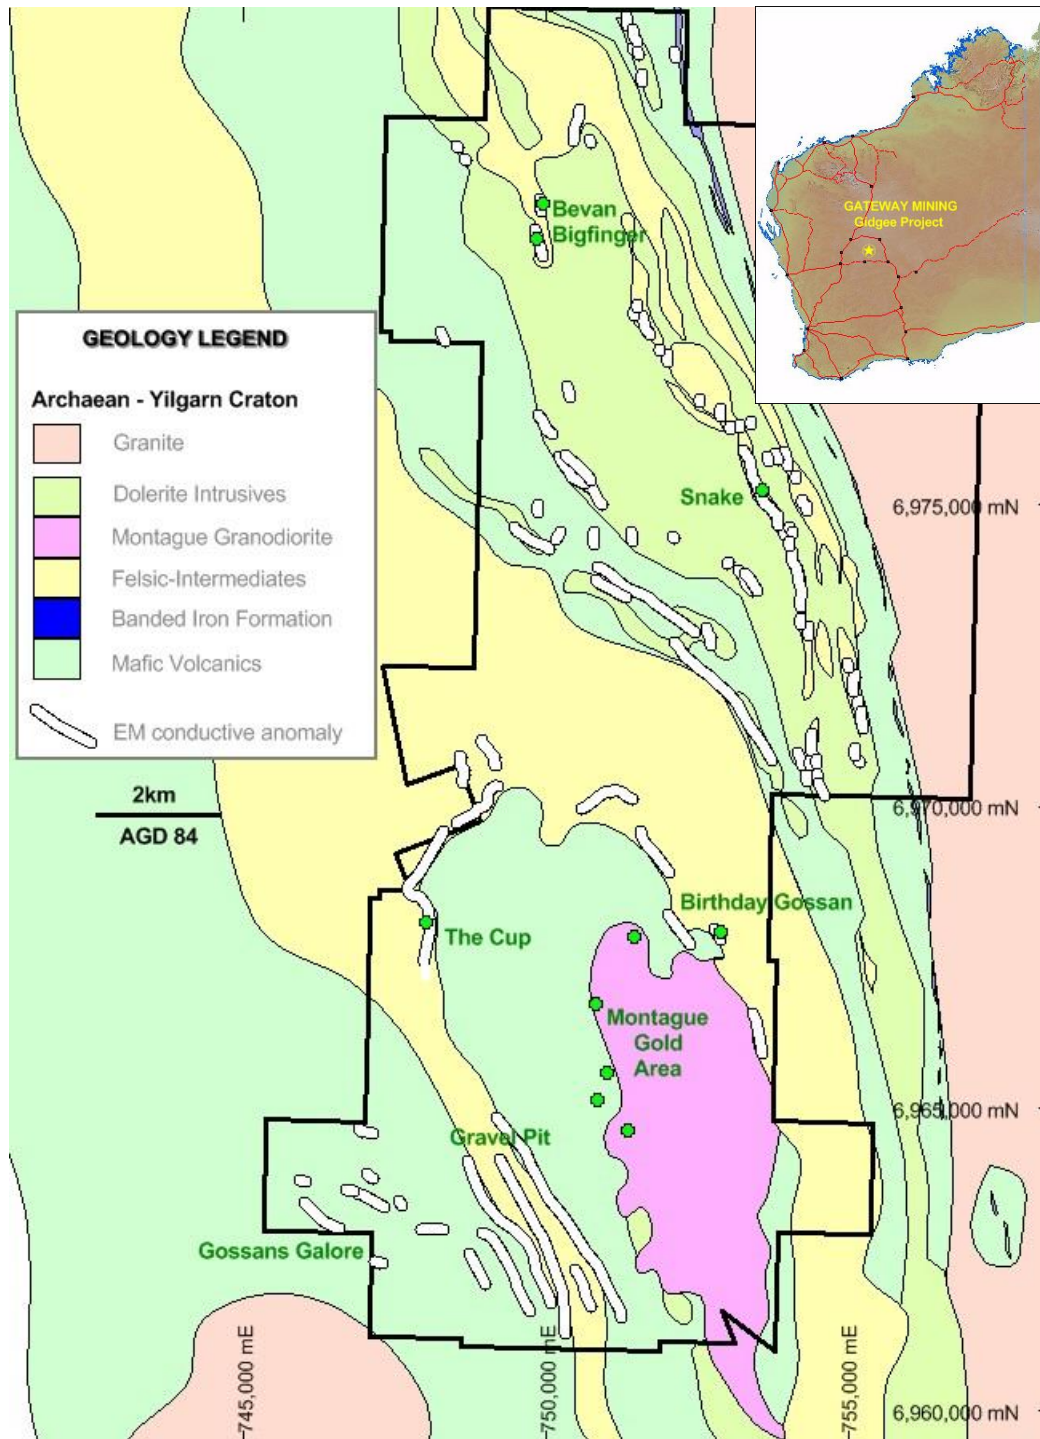 GATEWAY MINING
Gidgee Project
Bevan
Bigfinger
GEOLOGY LEGEND
Archaean - Yilgarn Craton
Granite
Dolerite Intrusives
Montague Granodiorite
Felsic-Intermediates
Banded Iron Formation
Mafic Volcanics
EM conductive anomaly
Snake
6,975,000 mN
2km
AGD 84
6,970,000 mN
Birthday Gossan
The Cup
Montague
Gold
Area
6,965,000 mN
Gravel Pit
Gossans Galore
745,000 mE
750,000 mE
755,000 mE
6,960,000 mN